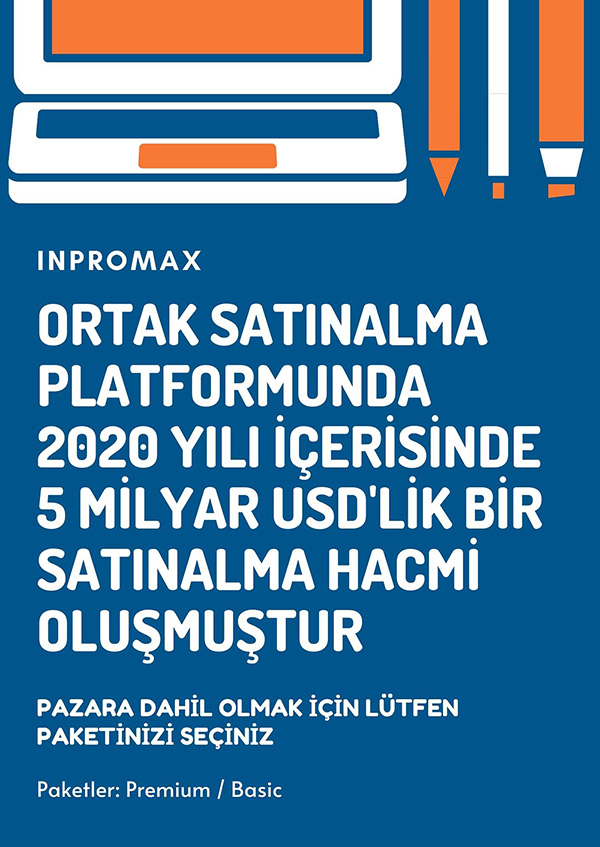 INPROMAX
ORTAK SATINALMA
PLATFORMUNDA
2020 YILI İÇERİSİNDE
5 MİLYAR USD'LİK BİR
SATINALMA HACMİ
OLUŞMUŞTUR
PAZARA DAHİL OLMAK İÇİN LÜTFEN
PAKETİNİZİ SEÇİNİZ
Paketler: Premium / Basic